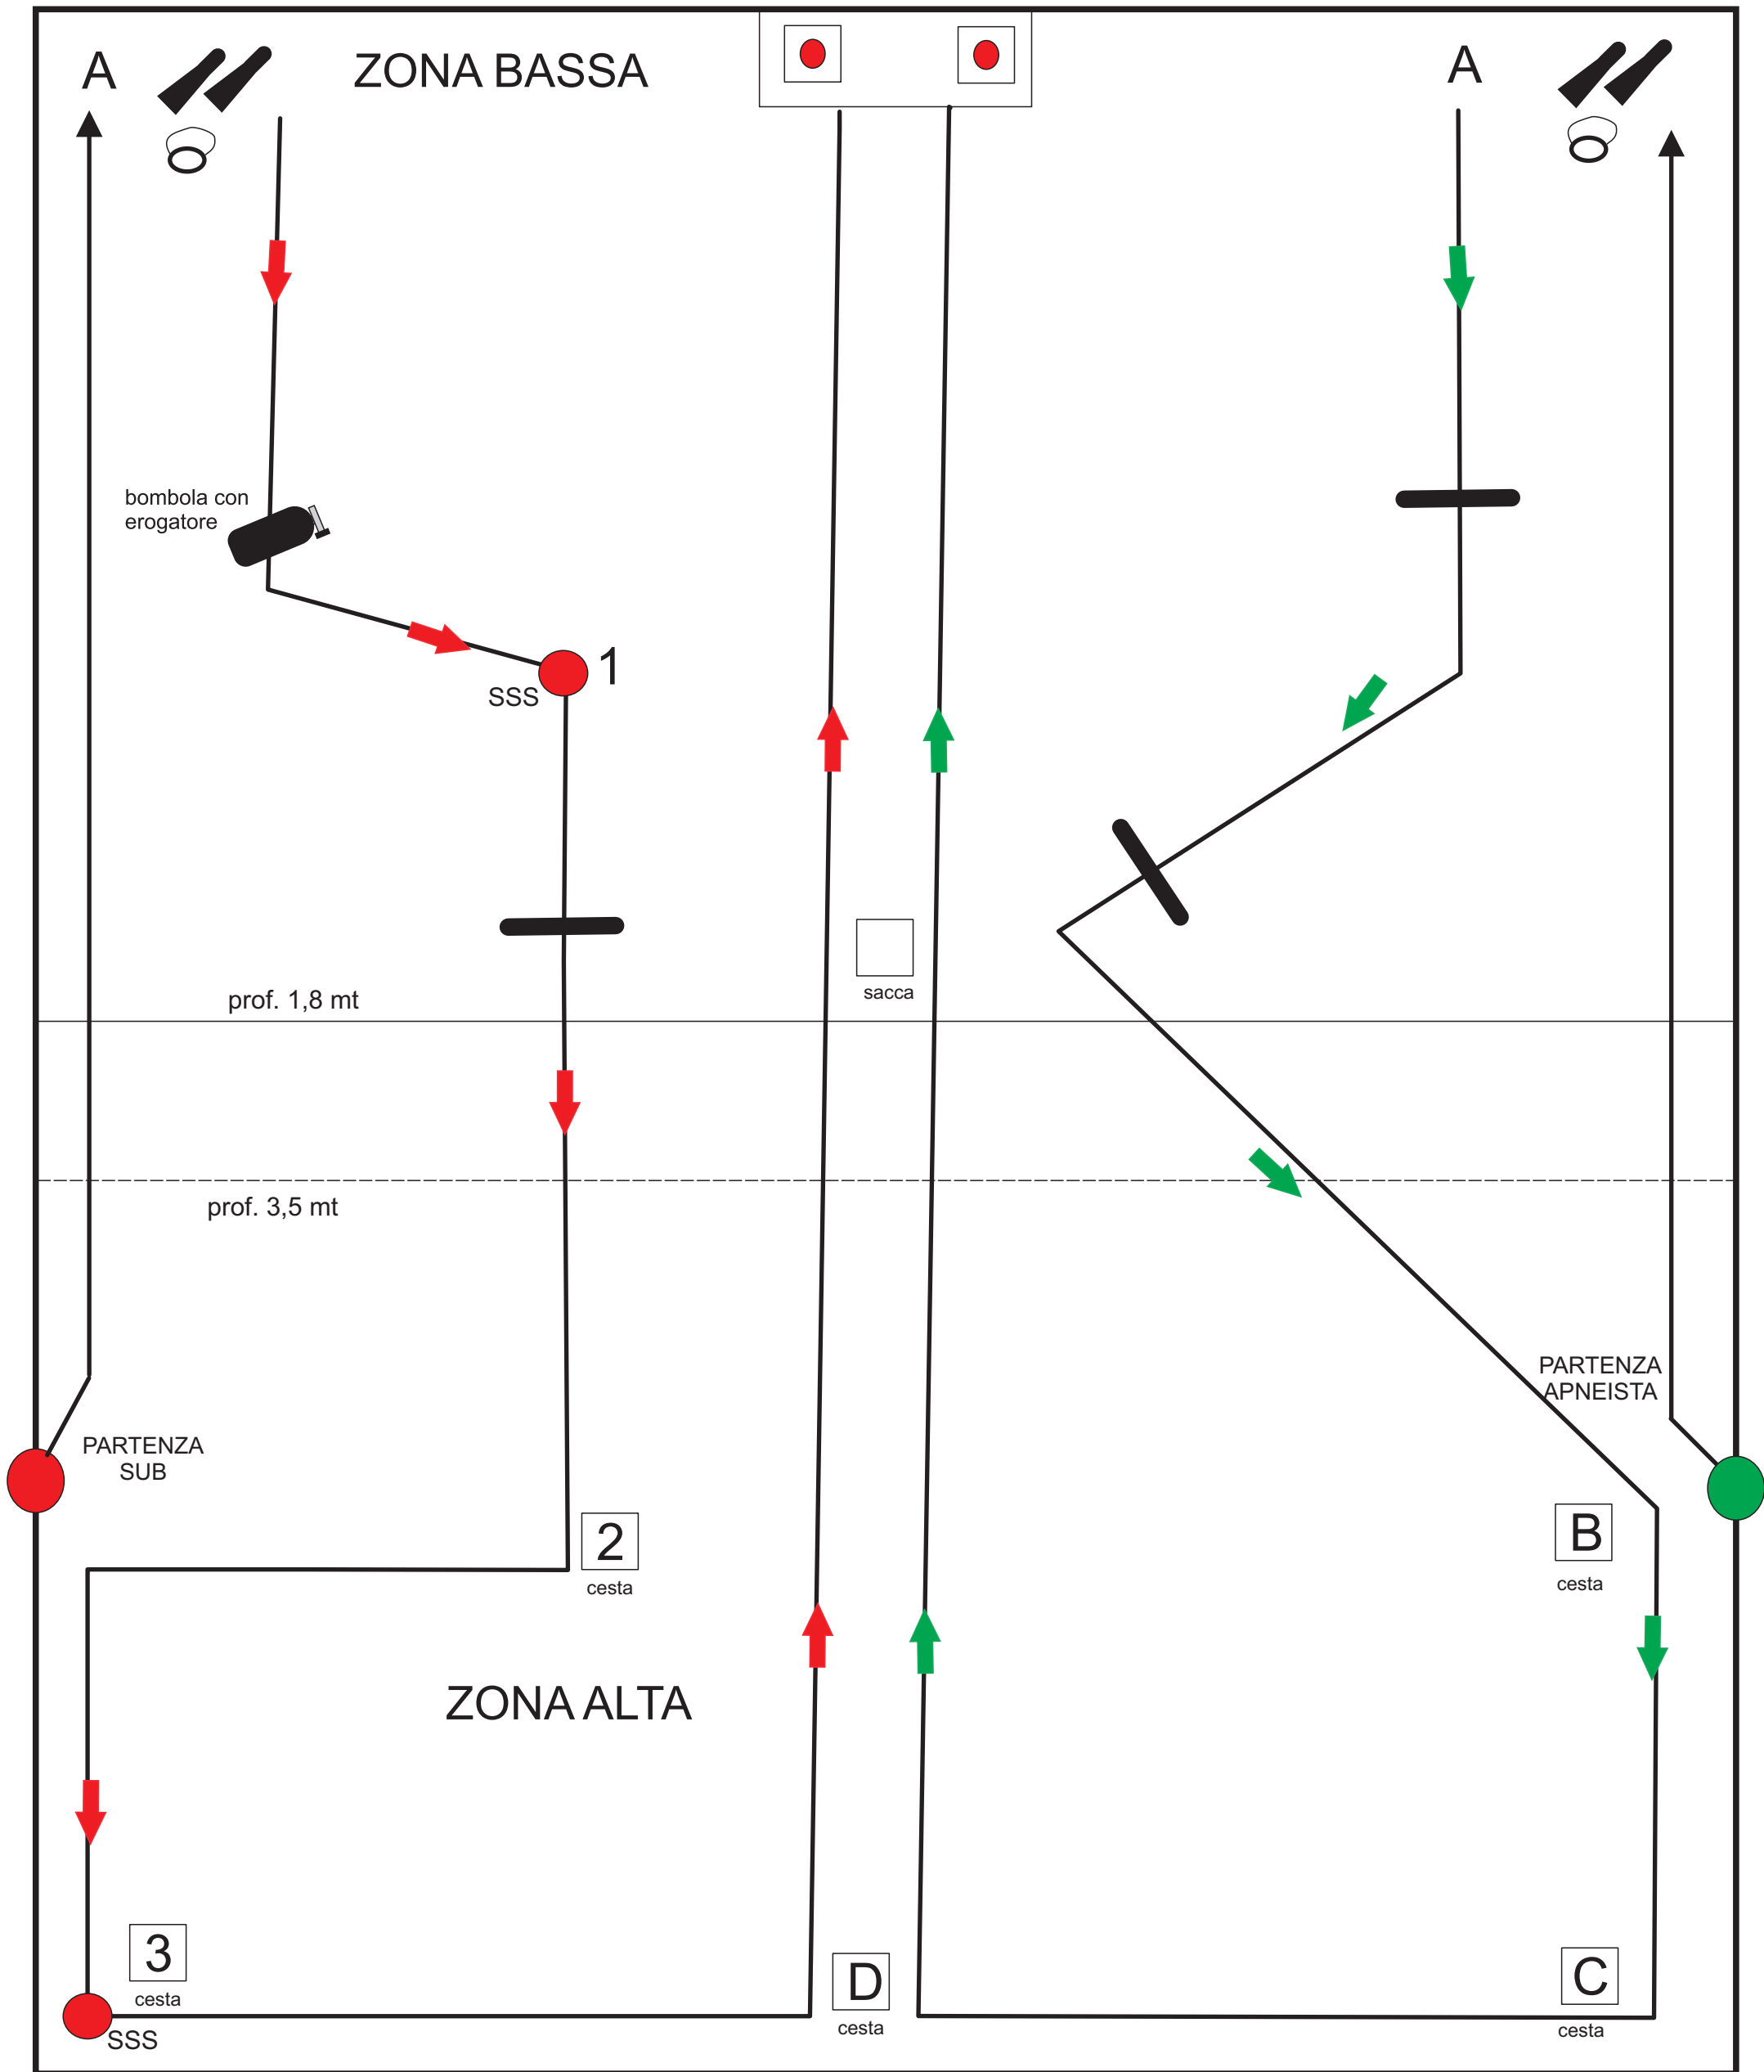 A
ZONA BASSA
A
bombola con
erogatore
1
SSS
sacca
prof. 1,8 mt
prof. 3,5 mt
PARTENZA
APNEISTA
PARTENZA
SUB
2
cesta
B
cesta
ZONA ALTA
3
cesta
SSS
D
cesta
C
cesta